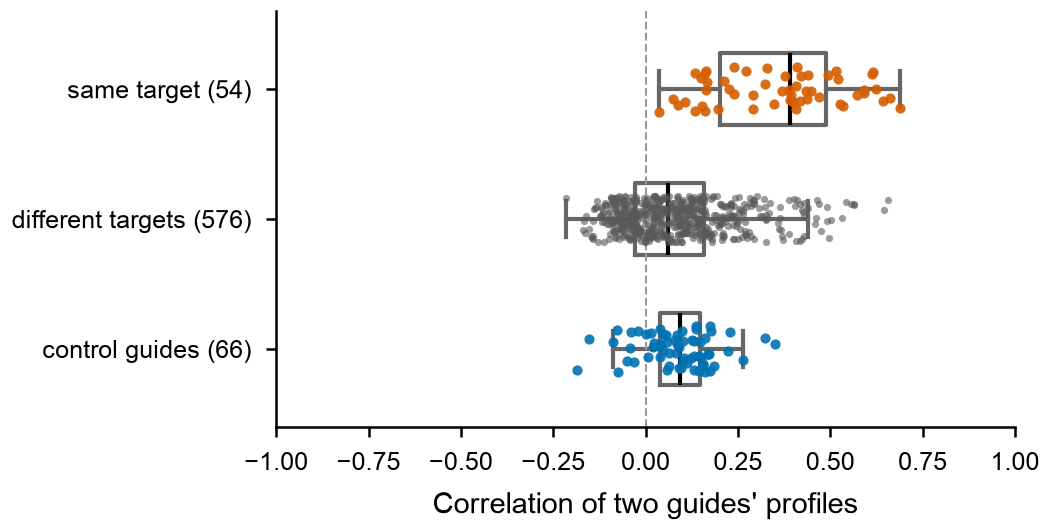 same target (54)
different targets (576)
control guides (66)
−1.00 −0.75 −0.50 −0.25 0.00 0.25 0.50 0.75 1.00
Correlation of two guides' profiles